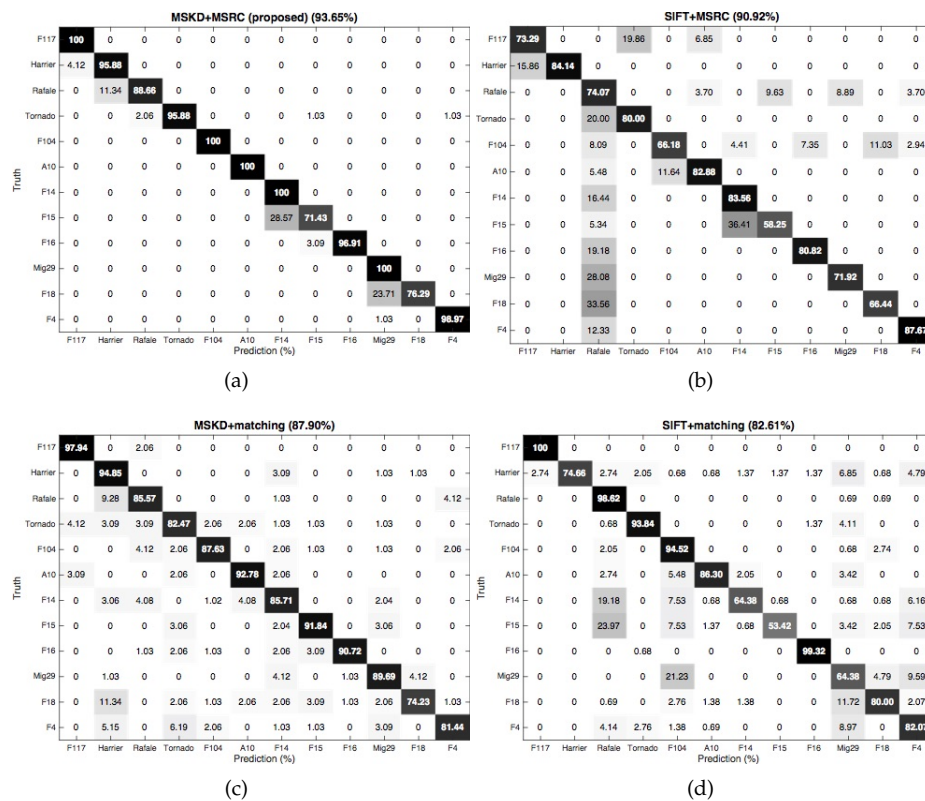 MSKD+MSRC (proposed) (93.65%)
F117 100 0 0 0 0 0 0 0 0 0 0 0
Harrier 4.12 95.88 0 0 0 0 0 0 0 0 0 0
Rafale 0 11.34 88.66 0 0 0 0 0 0 0 0 0
Tornado 0 0 2.06 95.88 0 0 0 1.03 0 0 0 1.03
F104 0 0 0 0 100 0 0 0 0 0 0 0
A10 0 0 0 0 0 100 0 0 0 0 0 0
F14 0 0 0 0 0 0 100 0 0 0 0 0
F15 0 0 0 0 0 0 28.57 71.43 0 0 0 0
F16 0 0 0 0 0 0 0 3.09 96.91 0 0 0
Mig29 0 0 0 0 0 0 0 0 0 100 0 0
F18 0 0 0 0 0 0 0 0 0 23.71 76.29 0
F4 0 0 0 0 0 0 0 0 0 1.03 0 98.97
Truth
F117 Harrier Rafale Tornado F104 A10 F14 F15 F16 Mig29 F18 F4
Prediction (%)
(a)
SIFT+MSRC (90.92%)
F117 73.29 0 0 19.86 0 6.85 0 0 0 0 0 0
Harrier 15.86 84.14 0 0 0 0 0 0 0 0 0 0
Rafale 0 0 74.07 0 0 3.70 0 9.63 0 8.89 0 3.70
Tornado 0 0 20.00 80.00 0 0 0 0 0 0 0 0
F104 0 0 8.09 0 66.18 0 4.41 0 7.35 0 11.03 2.94
A10 0 0 5.48 0 11.64 82.88 0 0 0 0 0 0
F14 0 0 16.44 0 0 0 83.56 0 0 0 0 0
F15 0 0 5.34 0 0 0 36.41 58.25 0 0 0 0
F16 0 0 19.18 0 0 0 0 0 80.82 0 0 0
Mig29 0 0 28.08 0 0 0 0 0 0 71.92 0 0
F18 0 0 33.56 0 0 0 0 0 0 0 66.44 0
F4 0 0 12.33 0 0 0 0 0 0 0 0 87.67
Truth
F117 Harrier Rafale Tornado F104 A10 F14 F15 F16 Mig29 F18 F4
Prediction (%)
(b)
MSKD+matching (87.90%)
F117 97.94 0 2.06 0 0 0 0 0 0 0 0 0
Harrier 0 94.85 0 0 0 0 3.09 0 0 1.03 1.03 0
Rafale 0 9.28 85.57 0 0 0 1.03 0 0 0 0 4.12
Tornado 4.12 3.09 3.09 82.47 2.06 2.06 1.03 1.03 0 1.03 0 0
F104 0 0 4.12 2.06 87.63 0 2.06 1.03 0 1.03 0 2.06
A10 3.09 0 0 2.06 0 92.78 2.06 0 0 0 0 0
F14 0 3.06 4.08 0 1.02 4.08 85.71 0 0 2.04 0 0
F15 0 0 0 3.06 0 0 2.04 91.84 0 3.06 0 0
F16 0 0 1.03 2.06 1.03 0 2.06 3.09 90.72 0 0 0
Mig29 0 1.03 0 0 0 0 4.12 0 1.03 89.69 4.12 0
F18 0 11.34 0 2.06 1.03 2.06 2.06 3.09 1.03 2.06 74.23 1.03
F4 0 5.15 0 6.19 2.06 0 1.03 1.03 3.09 0 0 81.44
Truth
F117 Harrier Rafale Tornado F104 A10 F14 F15 F16 Mig29 F18 F4
Prediction (%)
(c)
SIFT+matching (82.61%)
F117 100 0 0 0 0 0 0 0 0 0 0 0
Harrier 2.74 74.66 2.74 2.05 0.68 0.68 1.37 1.37 1.37 6.85 0.68 4.79
Rafale 0 0 98.62 0 0 0 0 0 0 0.69 0.69 0
Tornado 0 0 0.68 93.84 0 0 0 0 1.37 4.11 0 0
F104 0 0 2.05 0 94.52 0 0 0 0 0.68 2.74 0
A10 0 0 2.74 0 5.48 86.30 2.05 0 0 3.42 0 0
F14 0 0 19.18 0 7.53 0.68 64.38 0.68 0 0.68 0.68 6.16
F15 0 0 23.97 0 7.53 1.37 0.68 53.42 0 3.42 2.05 7.53
F16 0 0 0 0.68 0 0 0 0 99.32 0 0 0
Mig29 0 0 0 0 21.23 0 0 0 0 64.38 4.79 9.59
F18 0 0 0.69 0 2.76 1.38 1.38 0 0 11.72 80.00 2.07
F4 0 0 4.14 2.76 1.38 0.69 0 0 0 8.97 0 82.07
Truth
F117 Harrier Rafale Tornado F104 A10 F14 F15 F16 Mig29 F18 F4
Prediction (%)
(d)